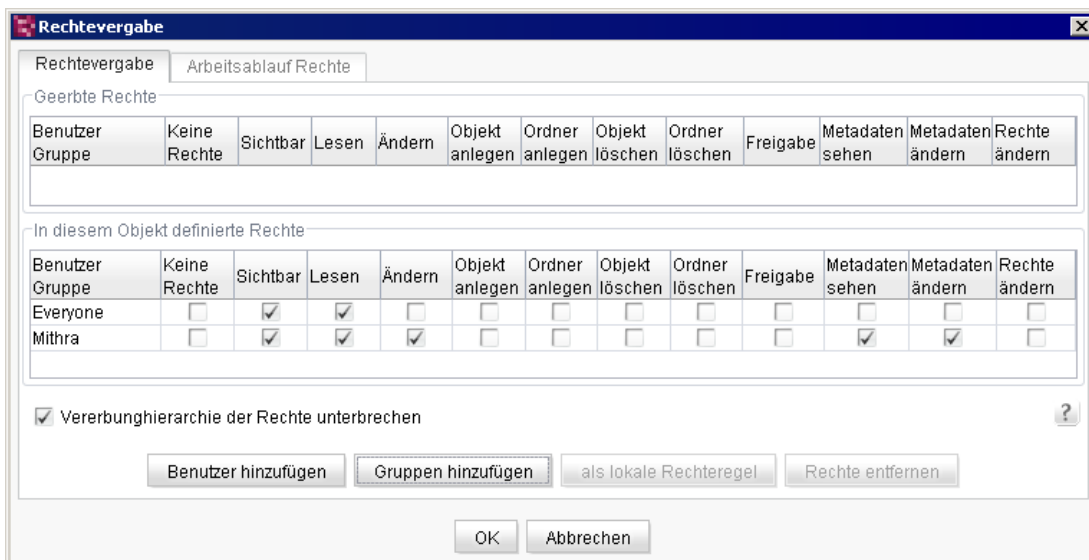 Rechtevergabe
Rechtevergabe Arbeitsablauf Rechte
Geerbte Rechte
Benutzer Gruppe Keine Rechte Sichtbar Lesen Ändern Objekt anlegen Ordner anlegen Objekt löschen Ordner löschen Freigabe Metadaten sehen Metadaten ändern Rechte ändern
In diesem Objekt definierte Rechte
Benutzer Gruppe Keine Rechte Sichtbar Lesen Ändern Objekt anlegen Ordner anlegen Objekt löschen Ordner löschen Freigabe Metadaten sehen Metadaten ändern Rechte ändern
Everyone
Mithra
Vererbunghierarchie der Rechte unterbrechen ?
Benutzer hinzufügen Gruppen hinzufügen als lokale Rechteregel Rechte entfernen
OK Abbrechen